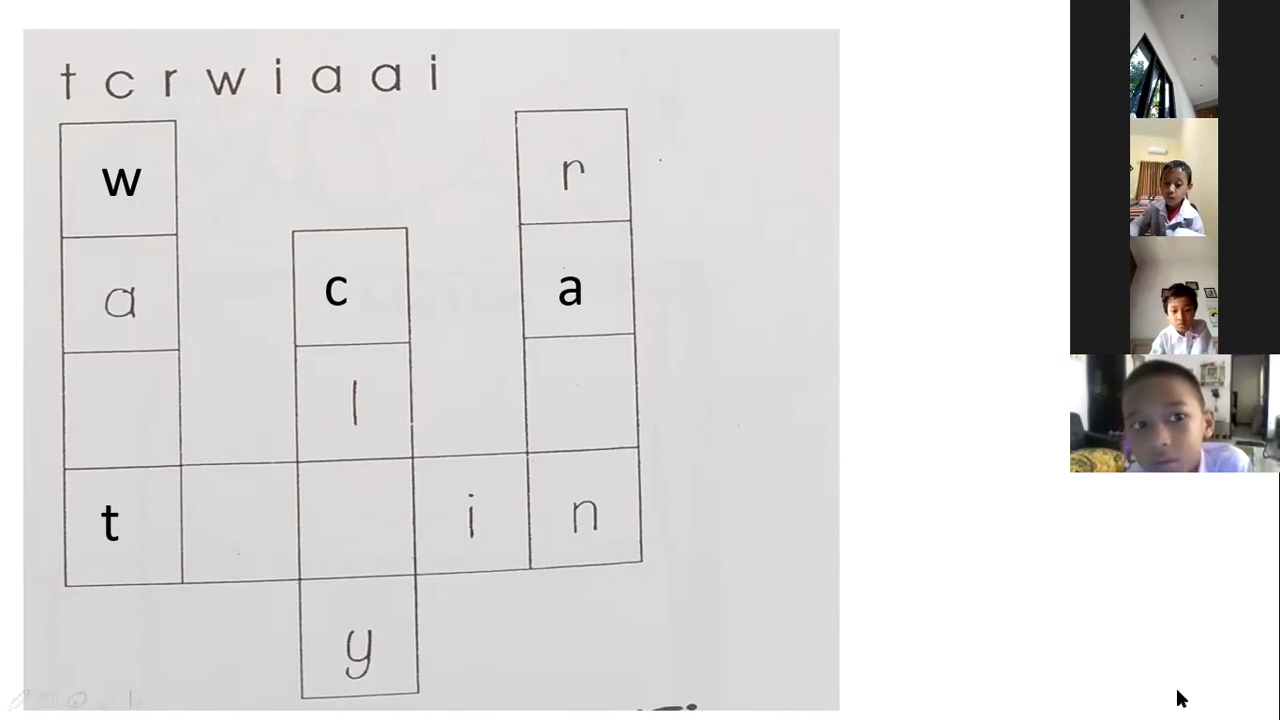 t c r w i a a i
w r
a c a
l
t i n
y